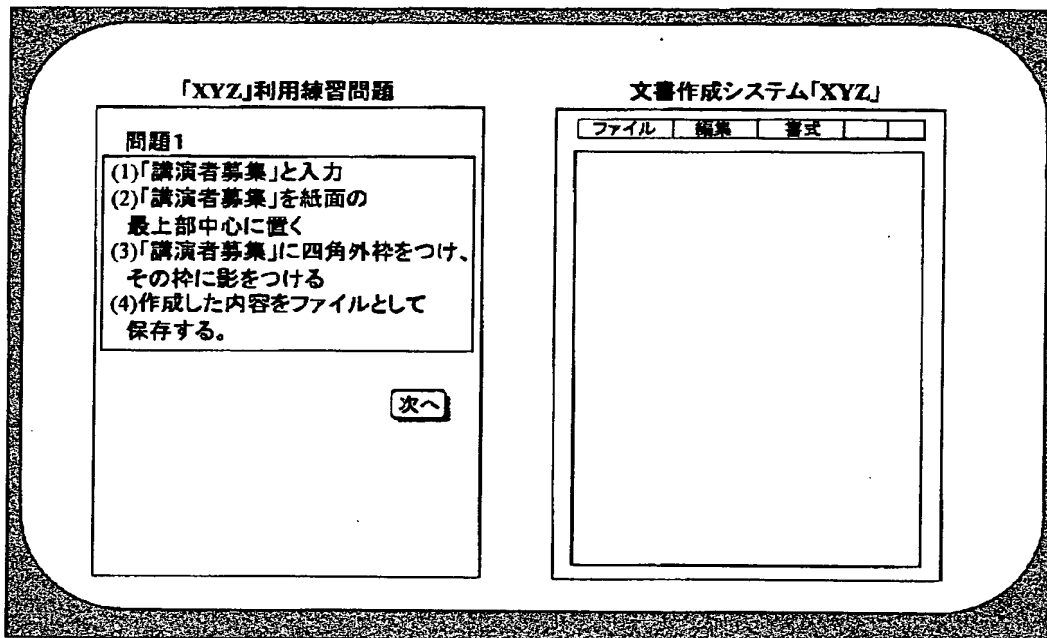 「XYZ」利用練習問題
問題1
(1)「講演者募集」と入力
(2)「講演者募集」を紙面の
最上部中心に置く
(3)「講演者募集」に四角外枠をつけ、
その枠に影をつける
(4)作成した内容をファイルとして
保存する。
次へ
文書作成システム「XYZ」
ファイル 編集 書式